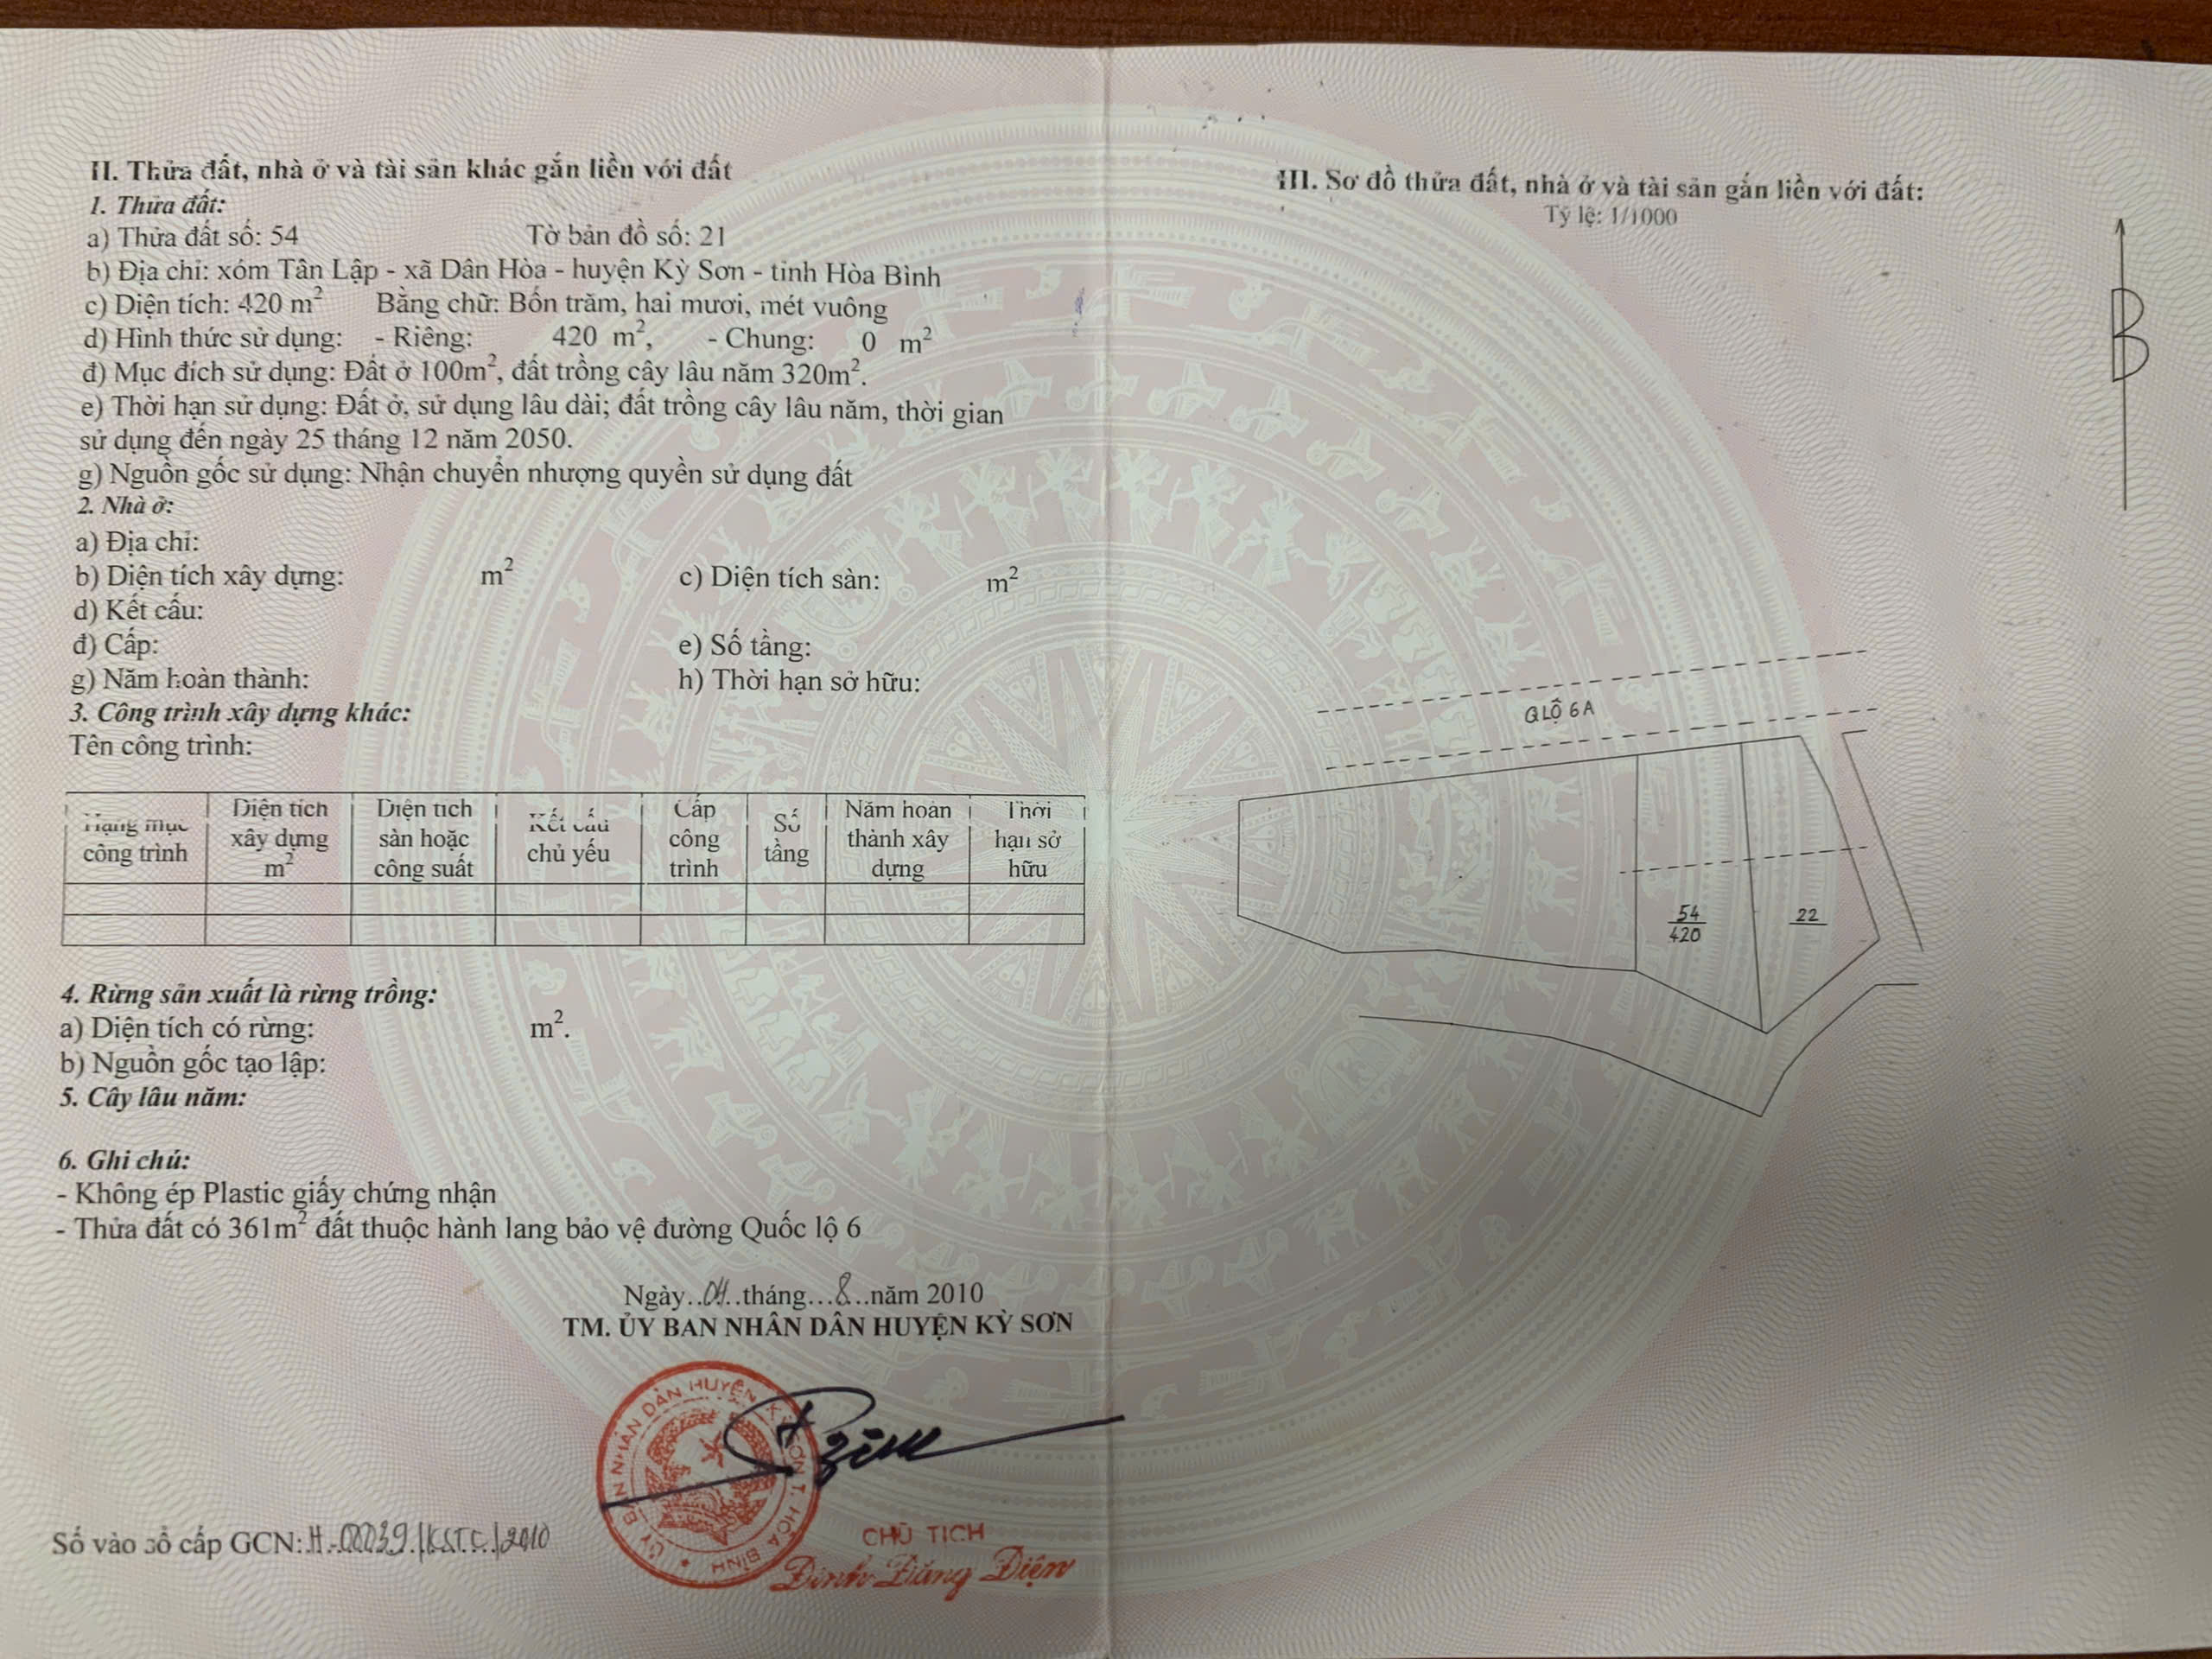 II. Thửa đất, nhà ở và tài sản khác gắn liền với đất
1. Thửa đất:
a) Thửa đất số: 54 Tờ bản đồ số: 21
b) Địa chỉ: xóm Tân Lập - xã Dân Hòa - huyện Kỳ Sơn - tỉnh Hòa Bình
c) Diện tích: 420 m² Bằng chữ: Bốn trăm, hai mươi, mét vuông
d) Hình thức sử dụng: - Riêng: 420 m², - Chung: 0 m²
đ) Mục đích sử dụng: Đất ở 100m², đất trồng cây lâu năm 320m².
e) Thời hạn sử dụng: Đất ở, sử dụng lâu dài; đất trồng cây lâu năm, thời gian
sử dụng đến ngày 25 tháng 12 năm 2050.
g) Nguồn gốc sử dụng: Nhận chuyển nhượng quyền sử dụng đất
2. Nhà ở:
a) Địa chỉ:
b) Diện tích xây dựng: m² c) Diện tích sàn: m²
d) Kết cấu:
đ) Cấp: e) Số tầng:
g) Năm hoàn thành: h) Thời hạn sở hữu:
3. Công trình xây dựng khác:
Tên công trình:
Hạng mục công trình
Diện tích xây dựng m²
Diện tích sàn hoặc công suất
Kết cấu chủ yếu
Cấp công trình
Số tầng
Năm hoàn thành xây dựng
Thời hạn sở hữu
4. Rừng sản xuất là rừng trồng:
a) Diện tích có rừng: m².
b) Nguồn gốc tạo lập:
5. Cây lâu năm:
6. Ghi chú:
- Không ép Plastic giấy chứng nhận
- Thửa đất có 361m² đất thuộc hành lang bảo vệ đường Quốc lộ 6
Ngày..04..tháng...8..năm 2010
TM. ỦY BAN NHÂN DÂN HUYỆN KỲ SƠN
ỦY BAN NHÂN DÂN HUYỆN KỲ SƠN T. HÒA BÌNH
CHỦ TỊCH
Đinh Đăng Điện
Số vào sổ cấp GCN: H.00039/KSTC/2010
III. Sơ đồ thửa đất, nhà ở và tài sản gắn liền với đất:
Tỷ lệ: 1/1000
B
QLỘ 6A
54
420
22